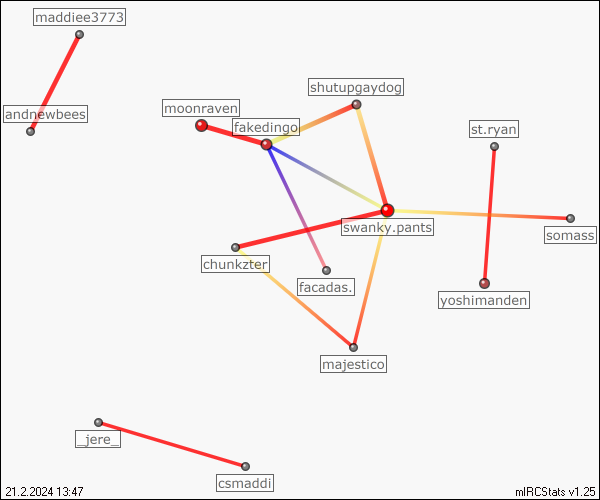 maddiee3773
shutupgaydog
moonraven
andnewbees
fakedingo
st.ryan
swanky.pants
somass
chunkzter
facadas.
yoshimanden
majestico
_jere_
csmaddi
21.2.2024 13:47
mIRCStats v1.25